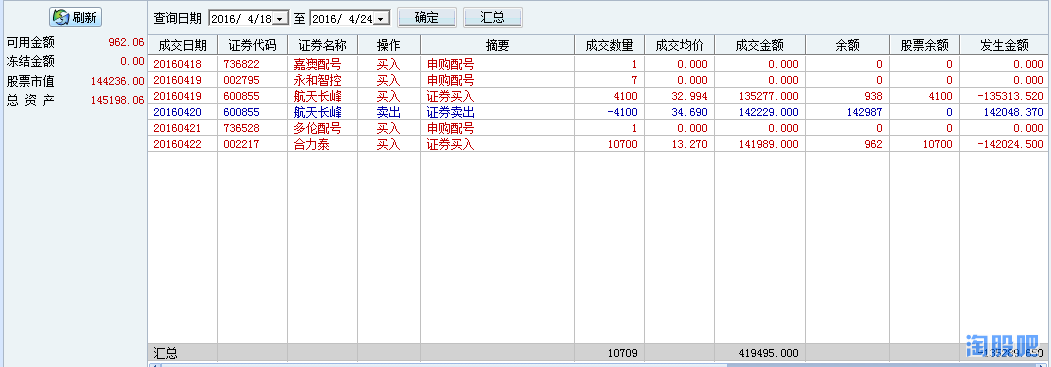 刷新
查询日期 2016/ 4/18 至 2016/ 4/24 确定 汇总
可用金额 962.06
冻结金额 0.00
股票市值 144236.00
总 资 产 145198.06
成交日期 证券代码 证券名称 操作 摘要 成交数量 成交均价 成交金额 余额 股票余额 发生金额
20160418 736822 嘉澳配号 买入 申购配号 1 0.000 0.000 0 0 0.000
20160419 002795 永和智控 买入 申购配号 7 0.000 0.000 0 0 0.000
20160419 600855 航天长峰 买入 证券买入 4100 32.994 135277.000 938 4100 -135313.520
20160420 600855 航天长峰 卖出 证券卖出 -4100 34.690 142229.000 142987 0 142048.370
20160421 736528 多伦配号 买入 申购配号 1 0.000 0.000 0 0 0.000
20160422 002217 合力泰 买入 证券买入 10700 13.270 141989.000 962 10700 -142024.500
汇总 10709 419495.000
淘股吧